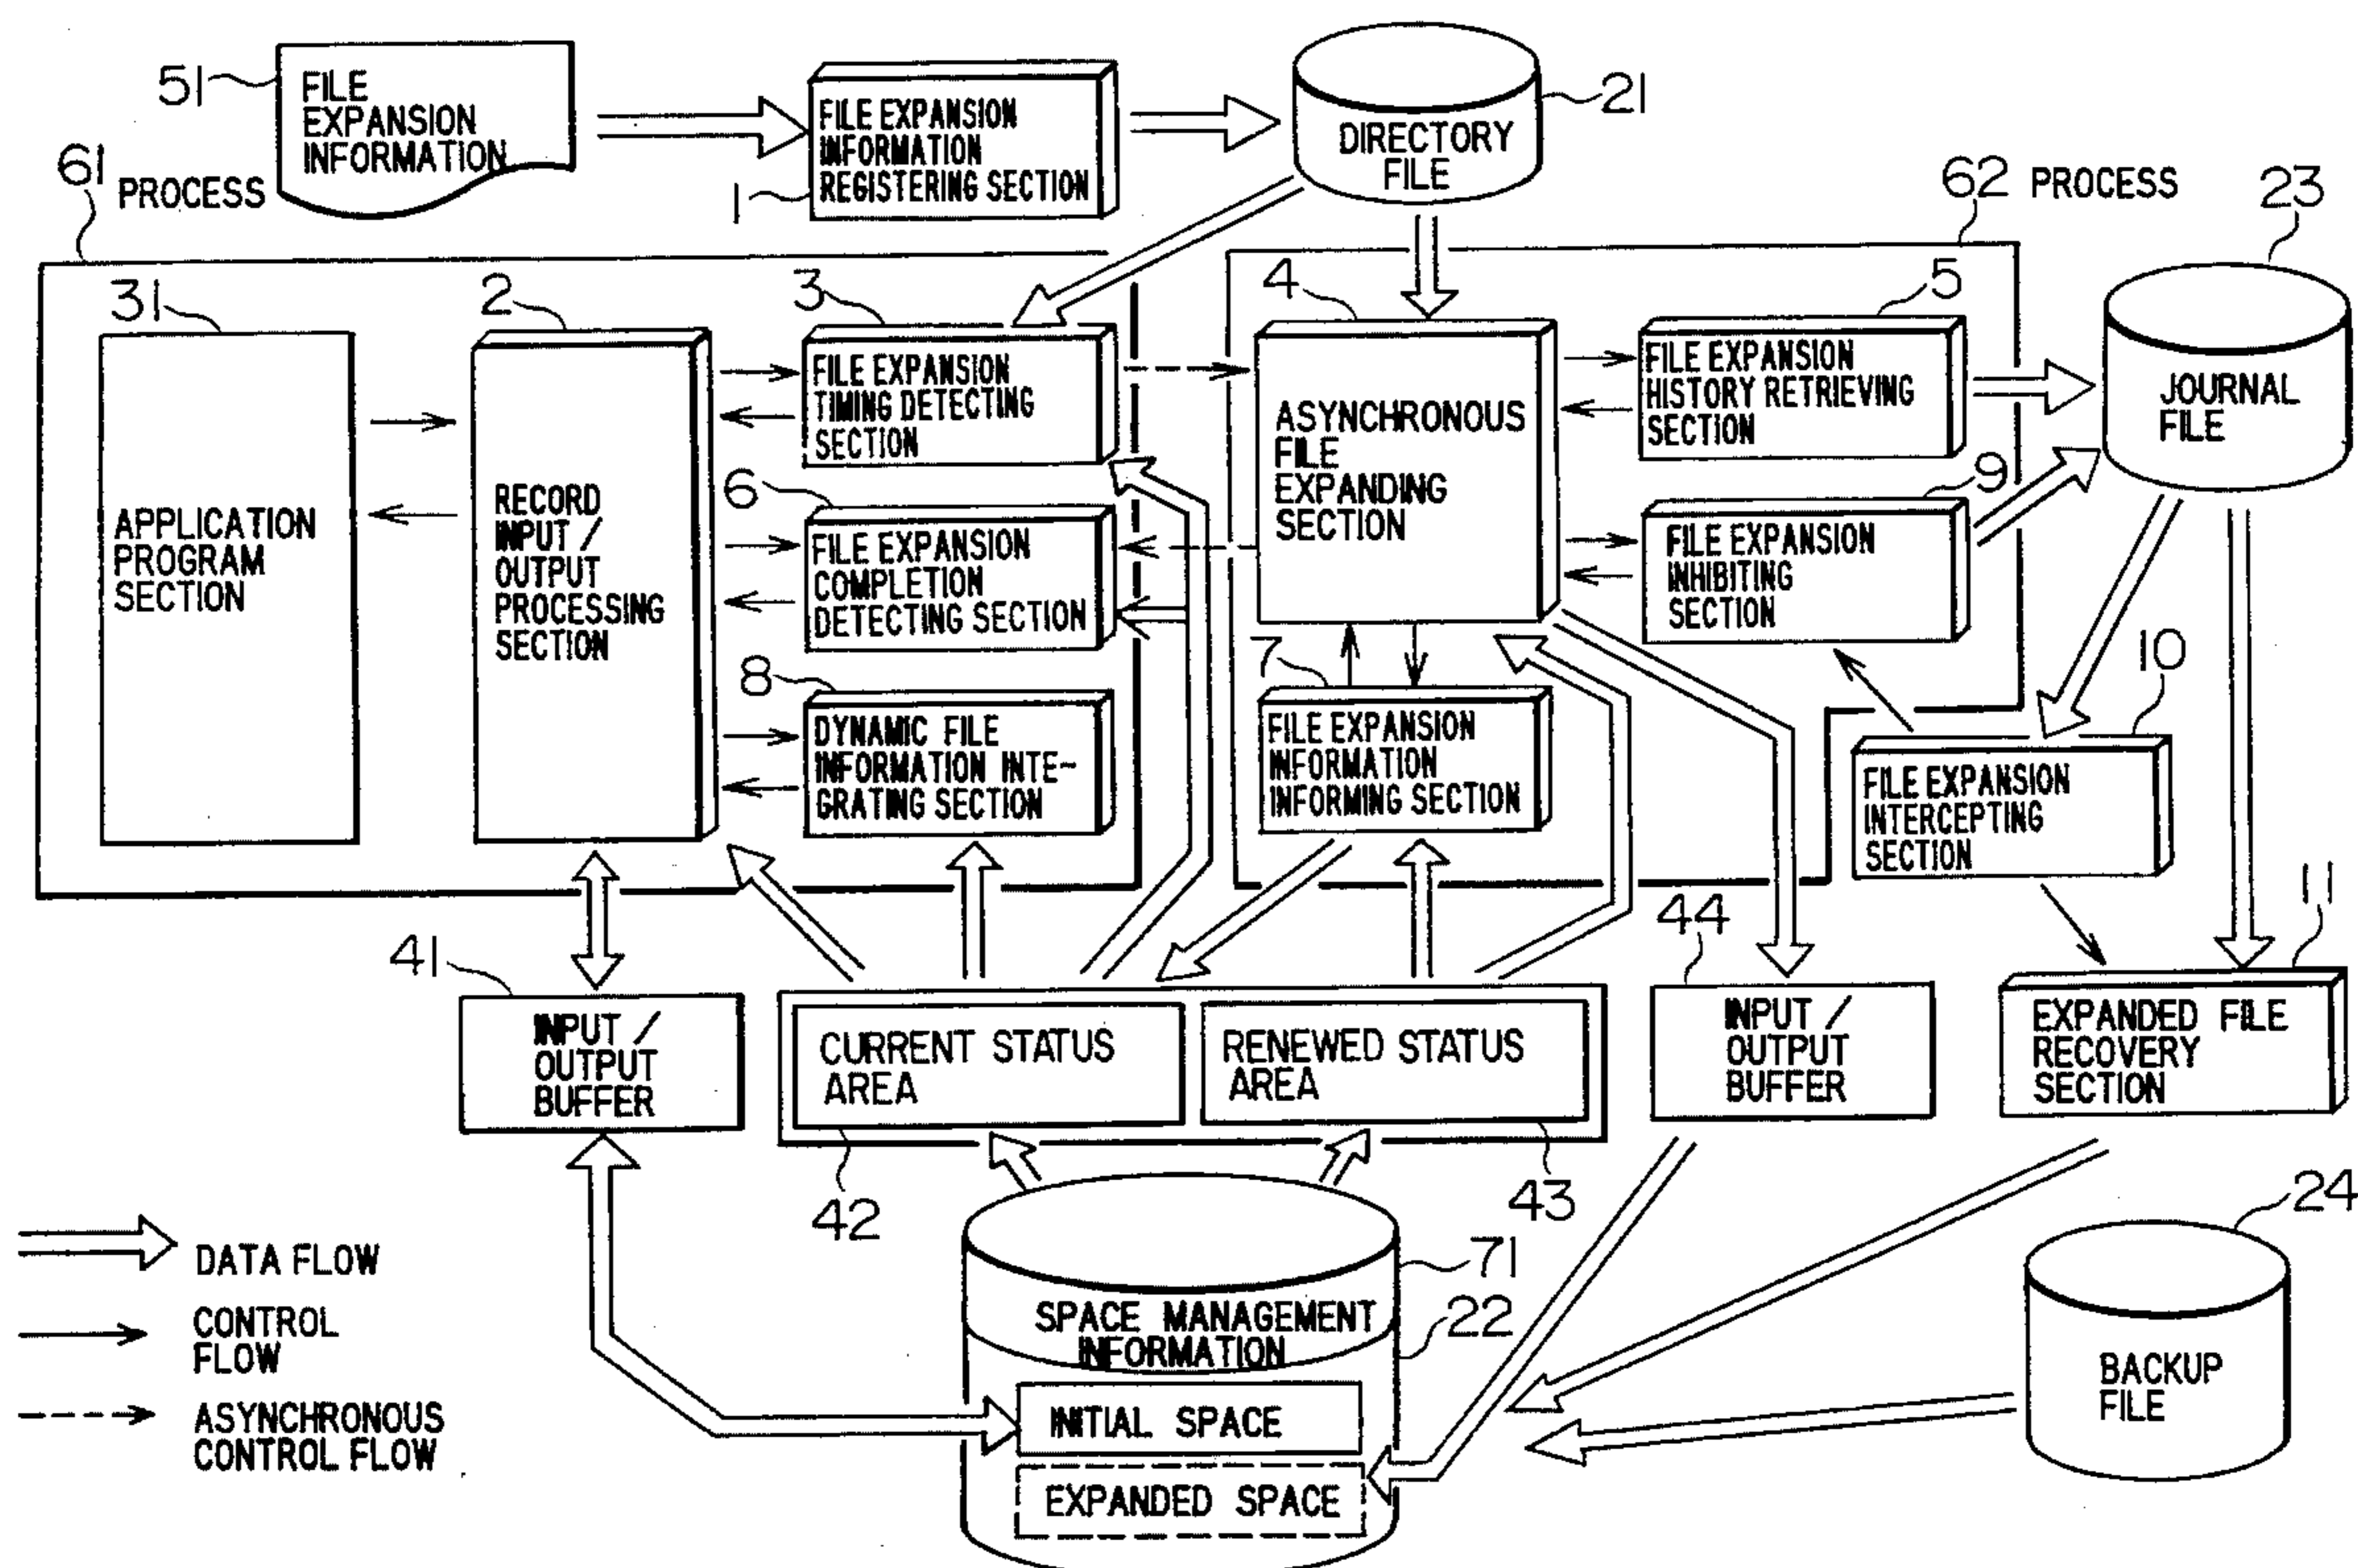 51
FILE
EXPANSION
INFORMATION
FILE EXPANSION
INFORMATION
REGISTERING SECTION
1
DIRECTORY
FILE
21
61
PROCESS
62
PROCESS
23
31
APPLICATION
PROGRAM
SECTION
2
RECORD
INPUT /
OUTPUT
PROCESSING
SECTION
3
FILE EXPANSION
TIMING DETECTING
SECTION
6
FILE EXPANSION
COMPLETION
DETECTING SECTION
8
DYNAMIC FILE
INFORMATION INTE-
GRATING SECTION
4
ASYNCHRONOUS
FILE
EXPANDING
SECTION
5
FILE EXPANSION
HISTORY RETRIEVING
SECTION
9
FILE EXPANSION
INHIBITING
SECTION
JOURNAL
FILE
7
FILE EXPANSION
INFORMATION
INFORMING SECTION
10
FILE EXPANSION
INTERCEPTING
SECTION
11
EXPANDED FILE
RECOVERY
SECTION
41
INPUT /
OUTPUT
BUFFER
CURRENT STATUS
AREA
42
RENEWED STATUS
AREA
43
44
INPUT /
OUTPUT
BUFFER
24
BACKUP
FILE
71
SPACE MANAGEMENT
INFORMATION
22
INITIAL SPACE
EXPANDED SPACE
DATA FLOW
CONTROL
FLOW
ASYNCHRONOUS
CONTROL FLOW